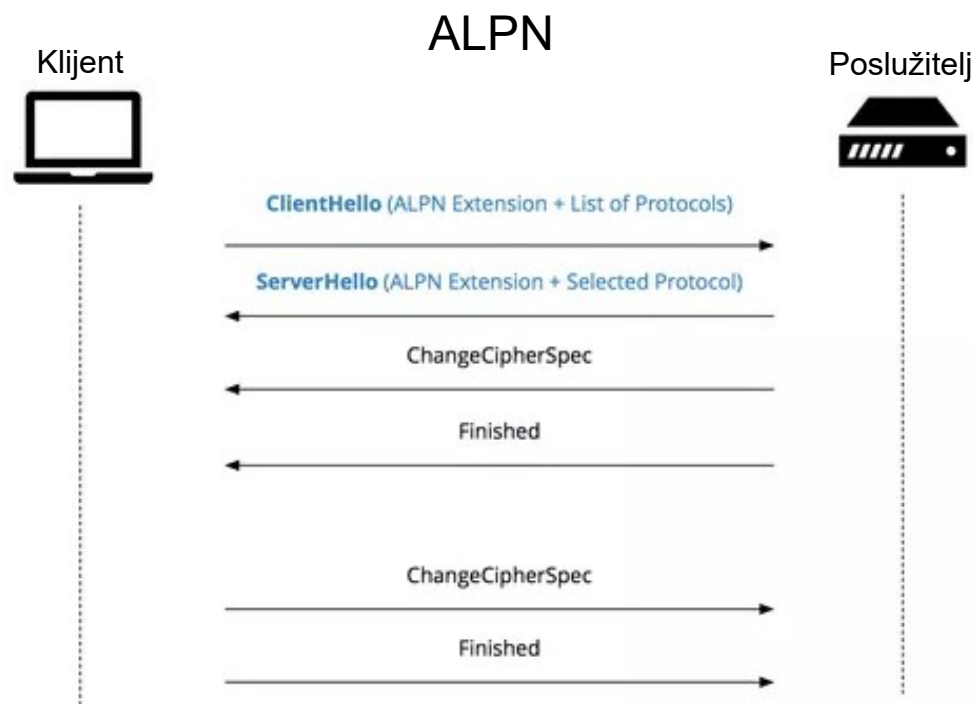 ALPN
Klijent
Poslužitelj
ClientHello (ALPN Extension + List of Protocols)
ServerHello (ALPN Extension + Selected Protocol)
ChangeCipherSpec
Finished
ChangeCipherSpec
Finished